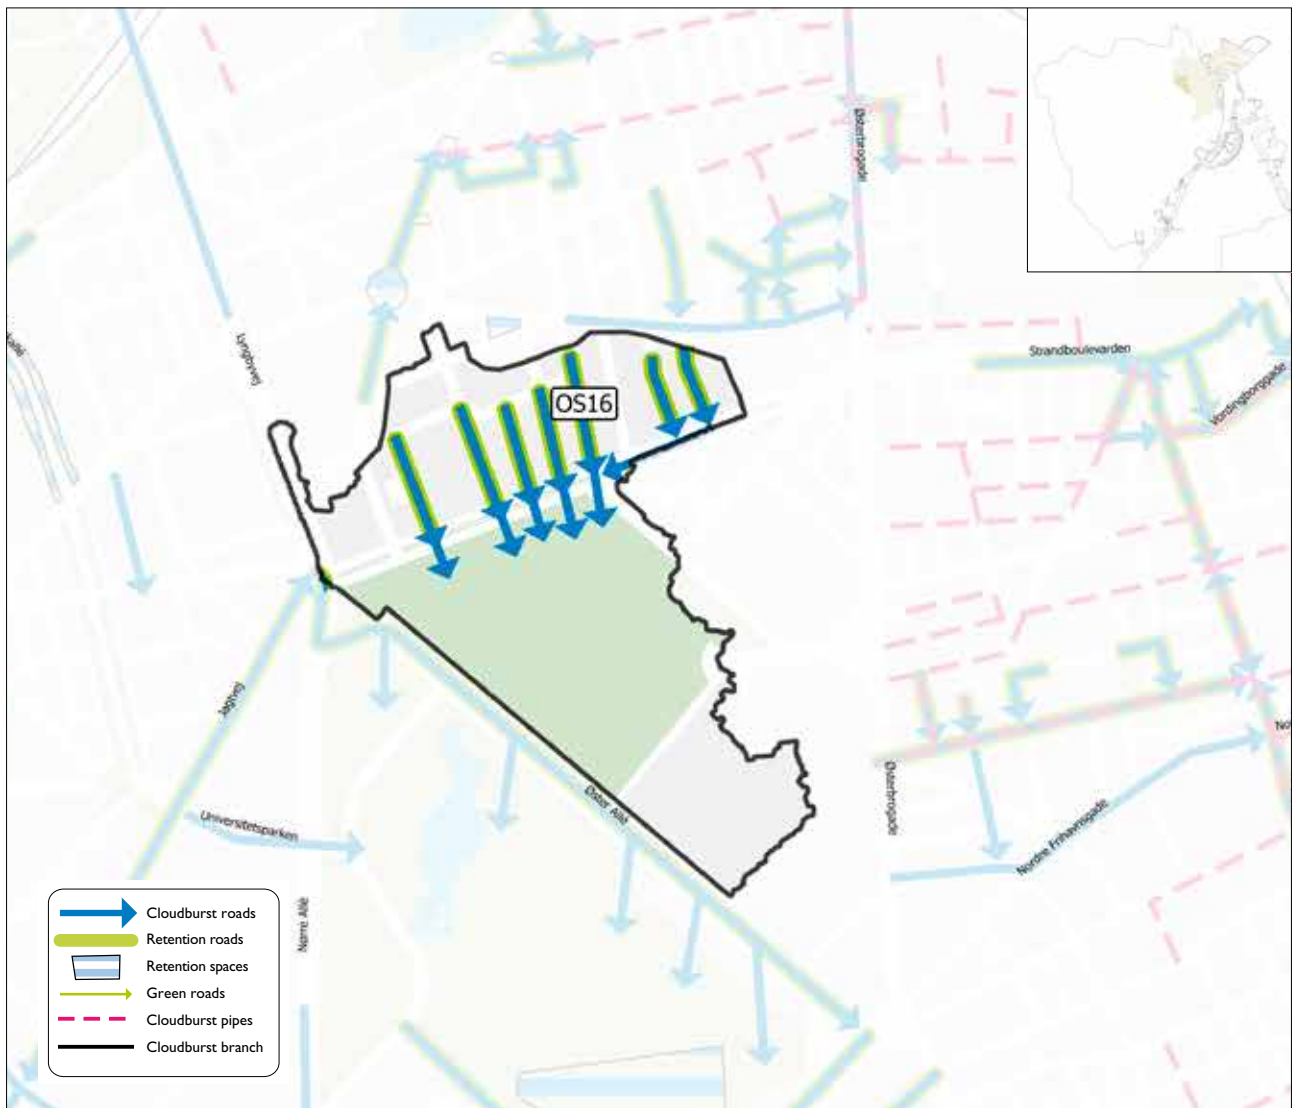 Østerbrogade
Lyngbyvej
Strandboulevarden
Vordingborggade
OS16
Jagtvej
Øster Allé
Østerbrogade
Universitetsparken
Nordre Frihavnsgade
Nørre Allé
Cloudburst roads
Retention roads
Retention spaces
Green roads
Cloudburst pipes
Cloudburst branch